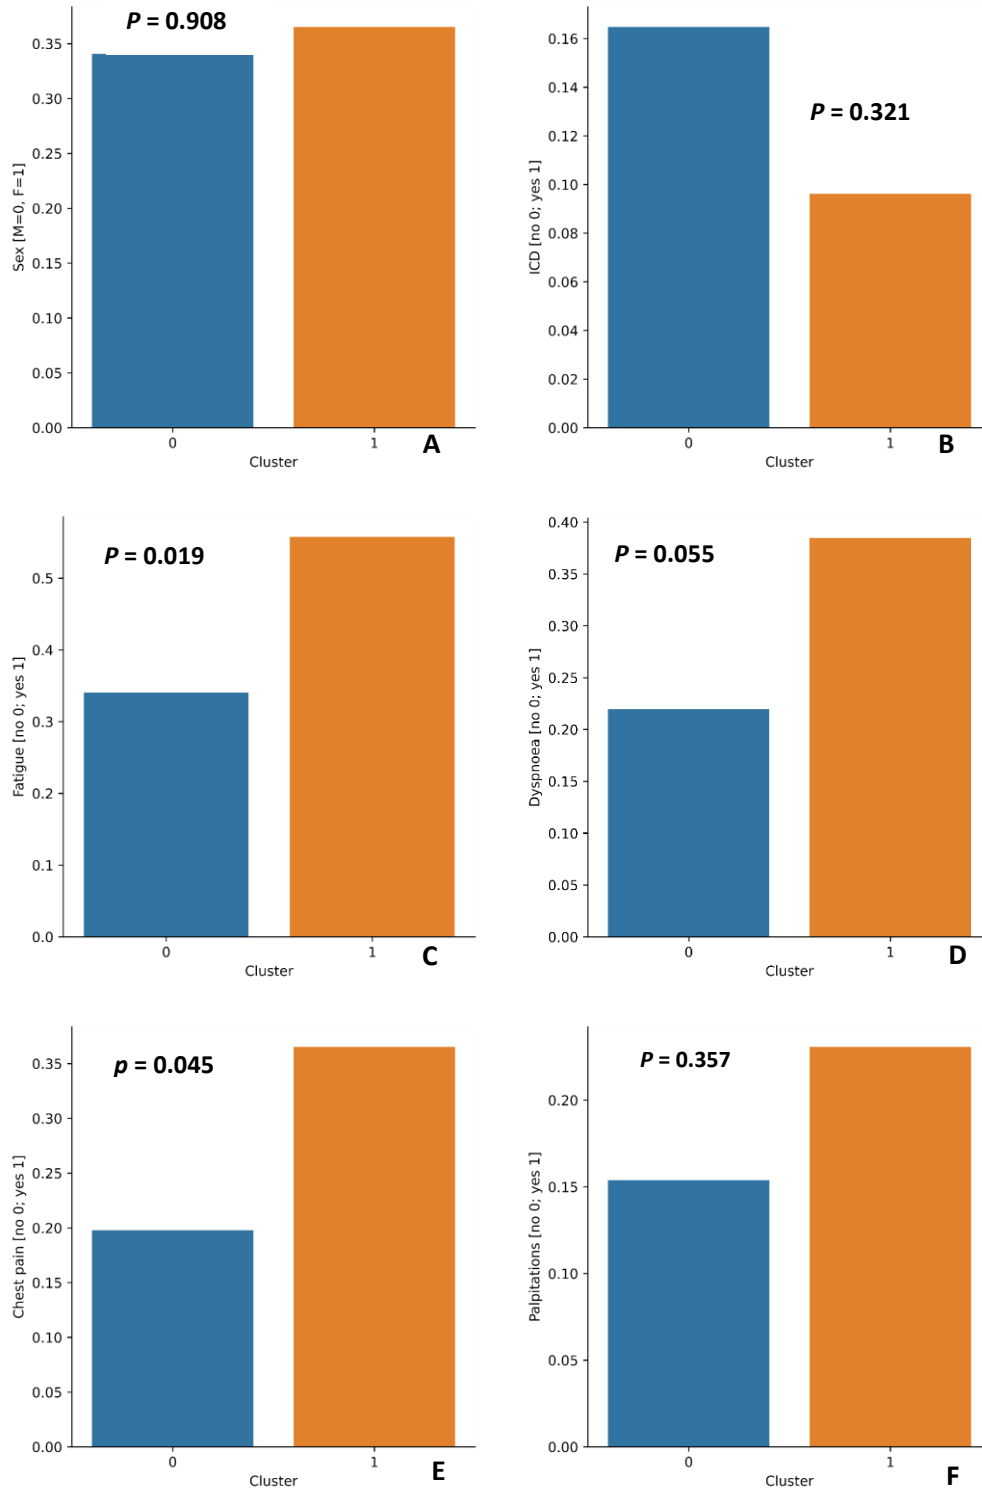 P = 0.908
Sex [M=0, F=1]
0.35
0.30
0.25
0.20
0.15
0.10
0.05
0.00
0 1
Cluster
A
P = 0.321
ICD [no 0; yes 1]
0.16
0.14
0.12
0.10
0.08
0.06
0.04
0.02
0.00
0 1
Cluster
B
P = 0.019
Fatigue [no 0; yes 1]
0.5
0.4
0.3
0.2
0.1
0.0
0 1
Cluster
C
P = 0.055
Dyspnoea [no 0; yes 1]
0.40
0.35
0.30
0.25
0.20
0.15
0.10
0.05
0.00
0 1
Cluster
D
p = 0.045
Chest pain [no 0; yes 1]
0.35
0.30
0.25
0.20
0.15
0.10
0.05
0.00
0 1
Cluster
E
P = 0.357
Palpitations [no 0; yes 1]
0.20
0.15
0.10
0.05
0.00
0 1
Cluster
F